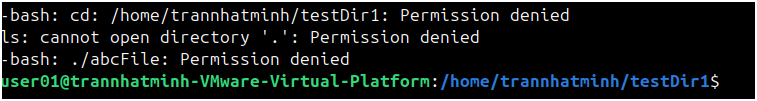 -bash: cd: /home/trannhatminh/testDir1: Permission denied
ls: cannot open directory '.': Permission denied
-bash: ./abcFile: Permission denied
user01@trannhatminh-VMware-Virtual-Platform:/home/trannhatminh/testDir1$